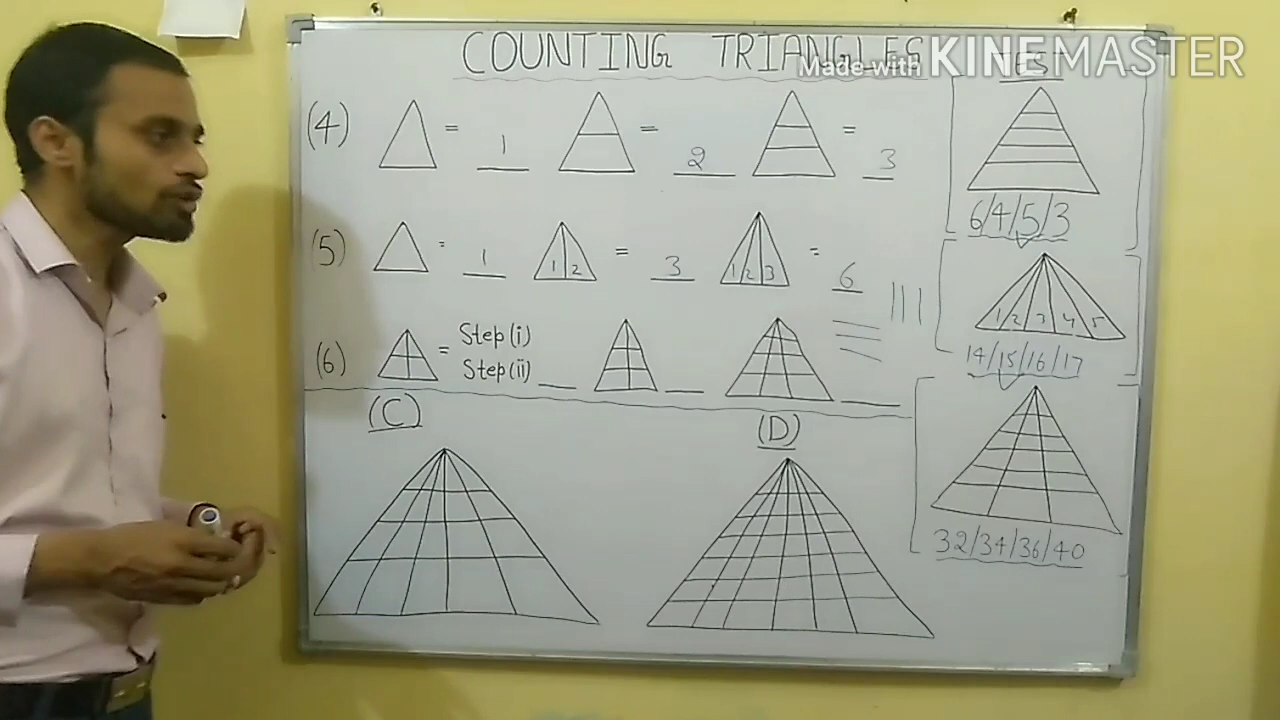 COUNTING TRIANGLES
Made with KINEMASTER
TEST
(4) = 1 = 2 = 3
6/4/5/3
(5) = 1 1 2 = 3 1 2 3 = 6
1 2 3 4 5
14/15/16/17
(6) = Step(i)
Step(ii)
(C) (D)
32/34/36/40